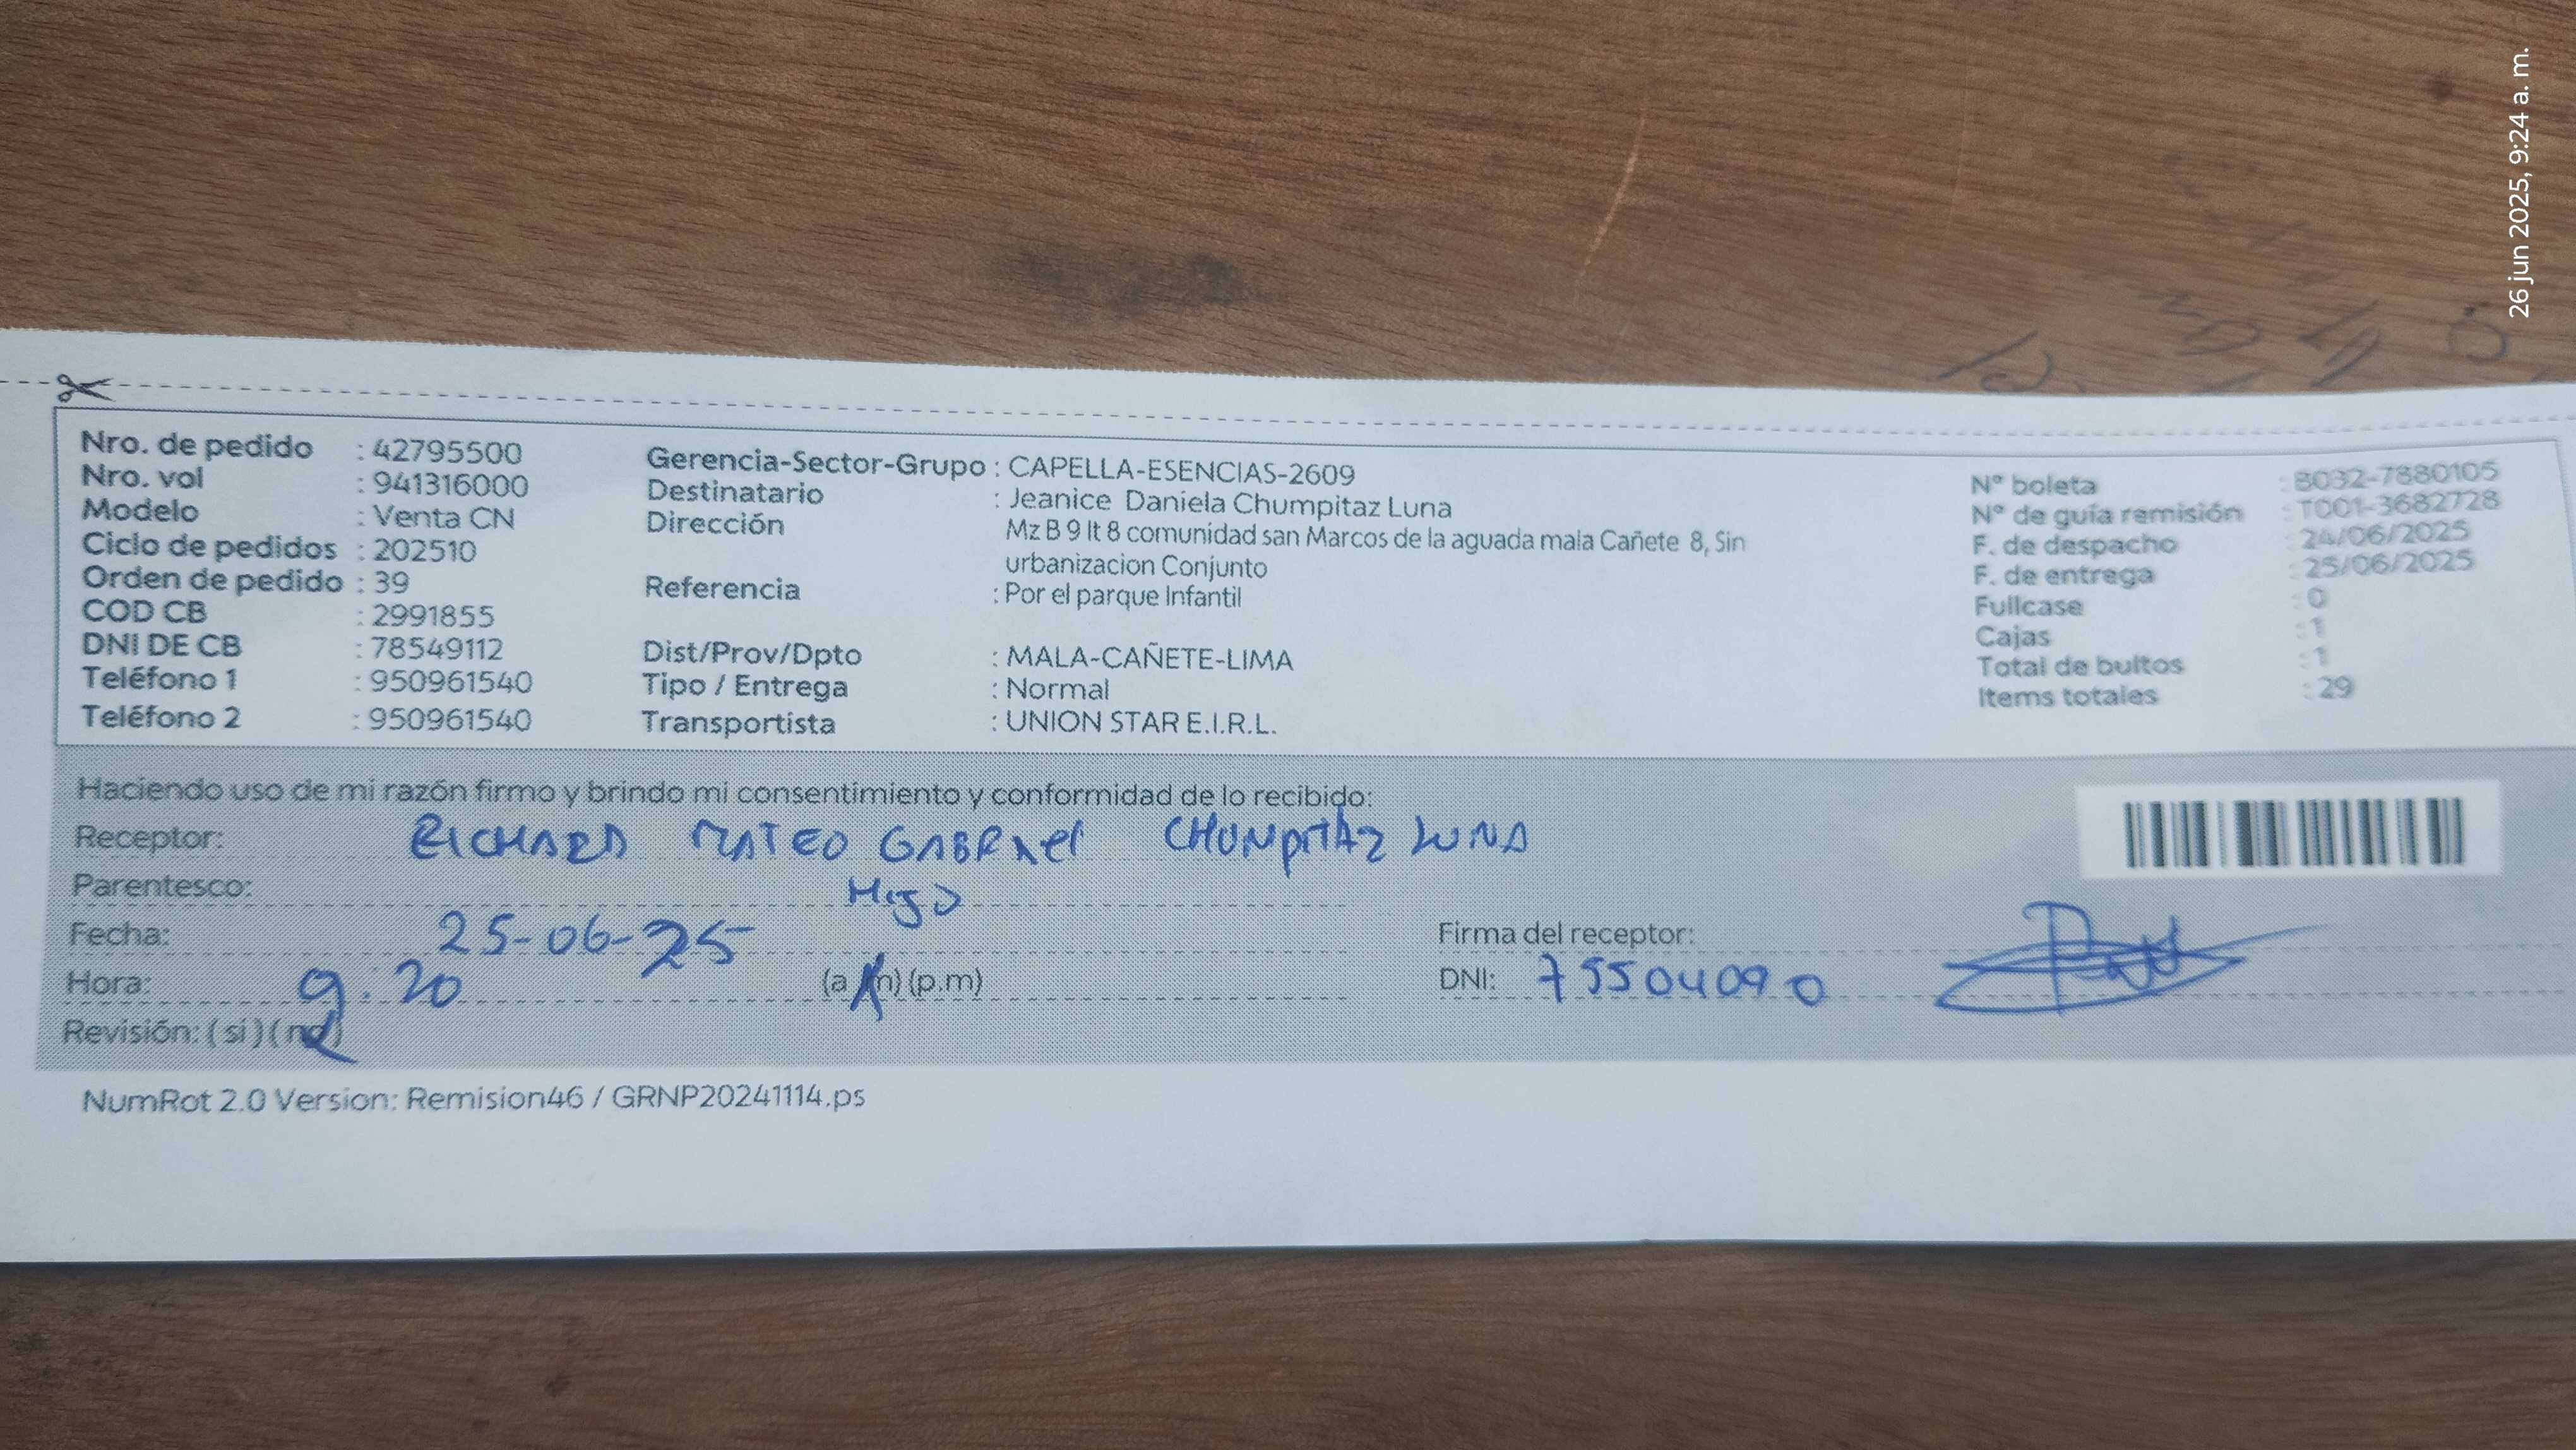 26 jun 2025, 9:24 a. m.
Nro. de pedido : 42795500
Nro. vol : 941316000
Modelo : Venta CN
Ciclo de pedidos : 202510
Orden de pedido : 39
COD CB : 2991855
DNI DE CB : 78549112
Teléfono 1 : 950961540
Teléfono 2 : 950961540
Gerencia-Sector-Grupo : CAPELLA-ESENCIAS-2609
Destinatario : Jeanice Daniela Chumpitaz Luna
Dirección : Mz B 9 lt 8 comunidad san Marcos de la aguada mala Cañete 8, Sin
urbanizacion Conjunto
Referencia : Por el parque Infantil
Dist/Prov/Dpto : MALA-CAÑETE-LIMA
Tipo / Entrega : Normal
Transportista : UNION STAR E.I.R.L.
Nº boleta : B032-7880105
Nº de guía remisión : T001-3682728
F. de despacho : 24/06/2025
F. de entrega : 25/06/2025
Fullcase : 0
Cajas : 1
Total de bultos : 1
Items totales : 29
Haciendo uso de mi razón firmo y brindo mi consentimiento y conformidad de lo recibido:
Receptor: RICHARD MATEO GABRIEl CHUMPITAZ LUNA
Parentesco: Hijo
Fecha: 25-06-25
Hora: 9:20 (a.m) (p.m)
Revisión: (si) (no)
Firma del receptor:
DNI: 75504090
NumRot 2.0 Version: Remision46 / GRNP20241114.ps